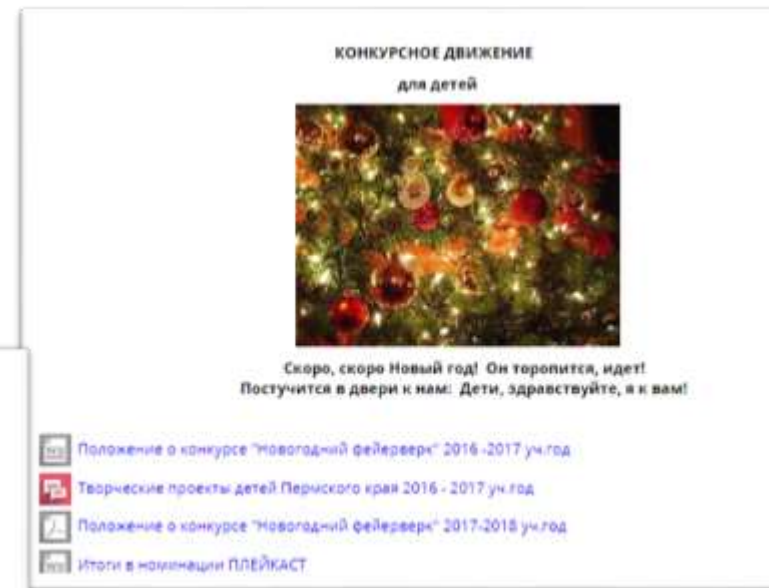 КОНКУРСНОЕ ДВИЖЕНИЕ
для детей
Скоро, скоро Новый год! Он торопится, идет!
Постучится в двери к нам: Дети, здравствуйте, я к вам!
Положение о конкурсе "Новогодний фейерверк" 2016 -2017 уч.год
Творческие проекты детей Пермского края 2016 - 2017 уч.год
Положение о конкурсе "Новогодний фейерверк" 2017-2018 уч.год
Итоги в номинации ПЛЕЙКАСТ